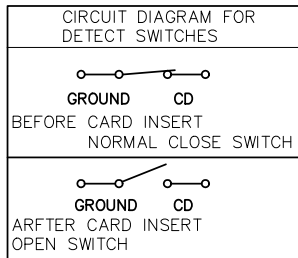 CIRCUIT DIAGRAM FOR
DETECT SWITCHES
GROUND CD
BEFORE CARD INSERT
NORMAL CLOSE SWITCH
GROUND CD
ARFTER CARD INSERT
OPEN SWITCH